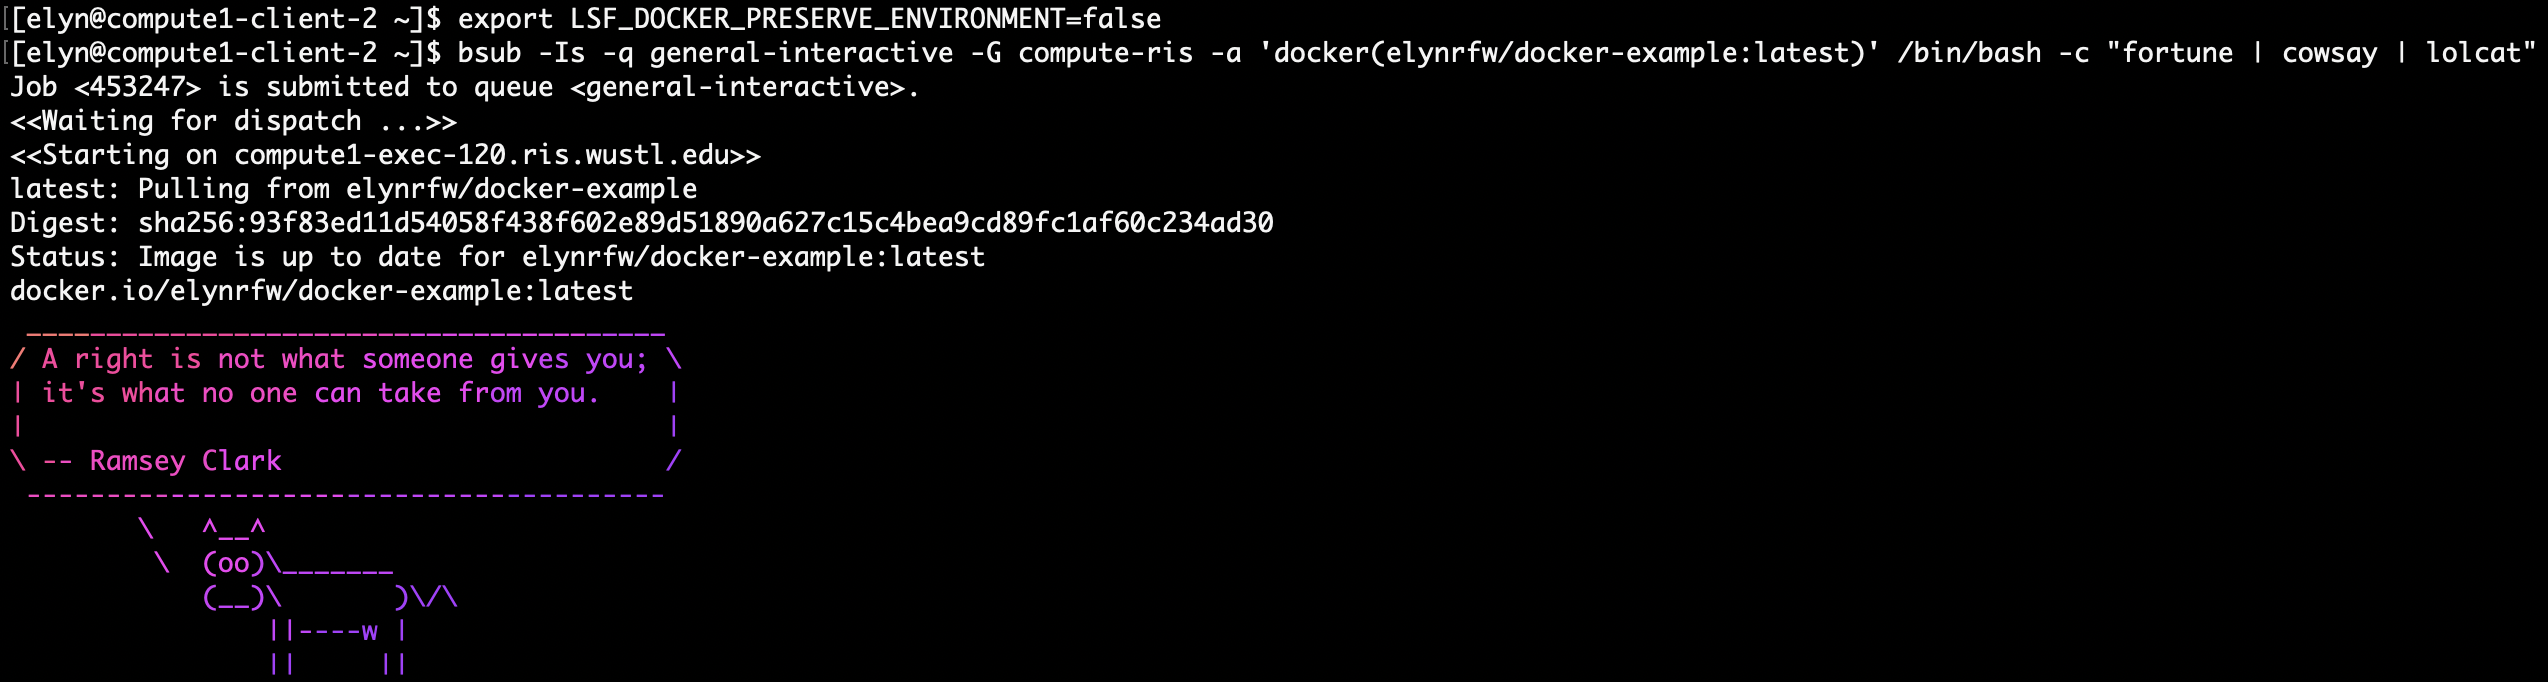 [[elyn@compute1-client-2 ~]$ export LSF_DOCKER_PRESERVE_ENVIRONMENT=false
[[elyn@compute1-client-2 ~]$ bsub -Is -q general-interactive -G compute-ris -a 'docker(elynrfw/docker-example:latest)' /bin/bash -c "fortune | cowsay | lolcat"
Job <453247> is submitted to queue <general-interactive>.
<<Waiting for dispatch ...>>
<<Starting on compute1-exec-120.ris.wustl.edu>>
latest: Pulling from elynrfw/docker-example
Digest: sha256:93f83ed11d54058f438f602e89d51890a627c15c4bea9cd89fc1af60c234ad30
Status: Image is up to date for elynrfw/docker-example:latest
docker.io/elynrfw/docker-example:latest
 ________________________________________
/ A right is not what someone gives you; \
| it's what no one can take from you.    |
|                                        |
\ -- Ramsey Clark                        /
 ----------------------------------------
        \   ^__^
         \  (oo)\_______
            (__)\       )\/\
                ||----w |
                ||     ||